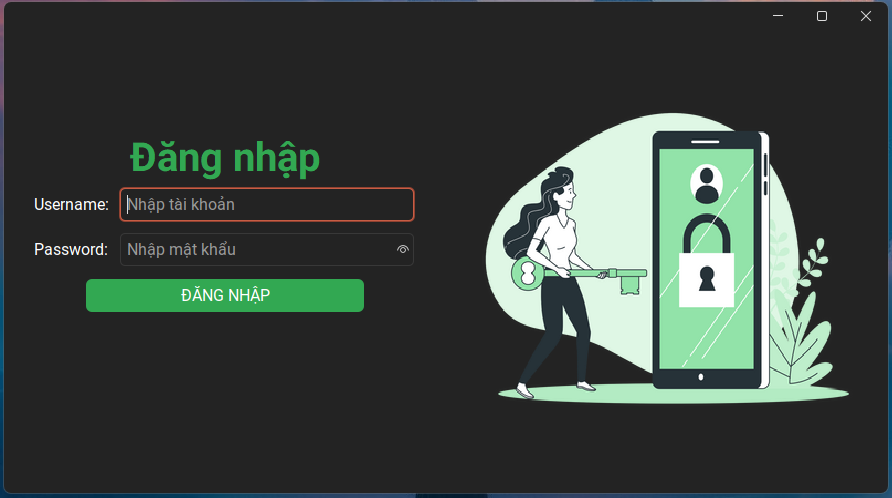 Đăng nhập
Username: Nhập tài khoản
Password: Nhập mật khẩu
ĐĂNG NHẬP